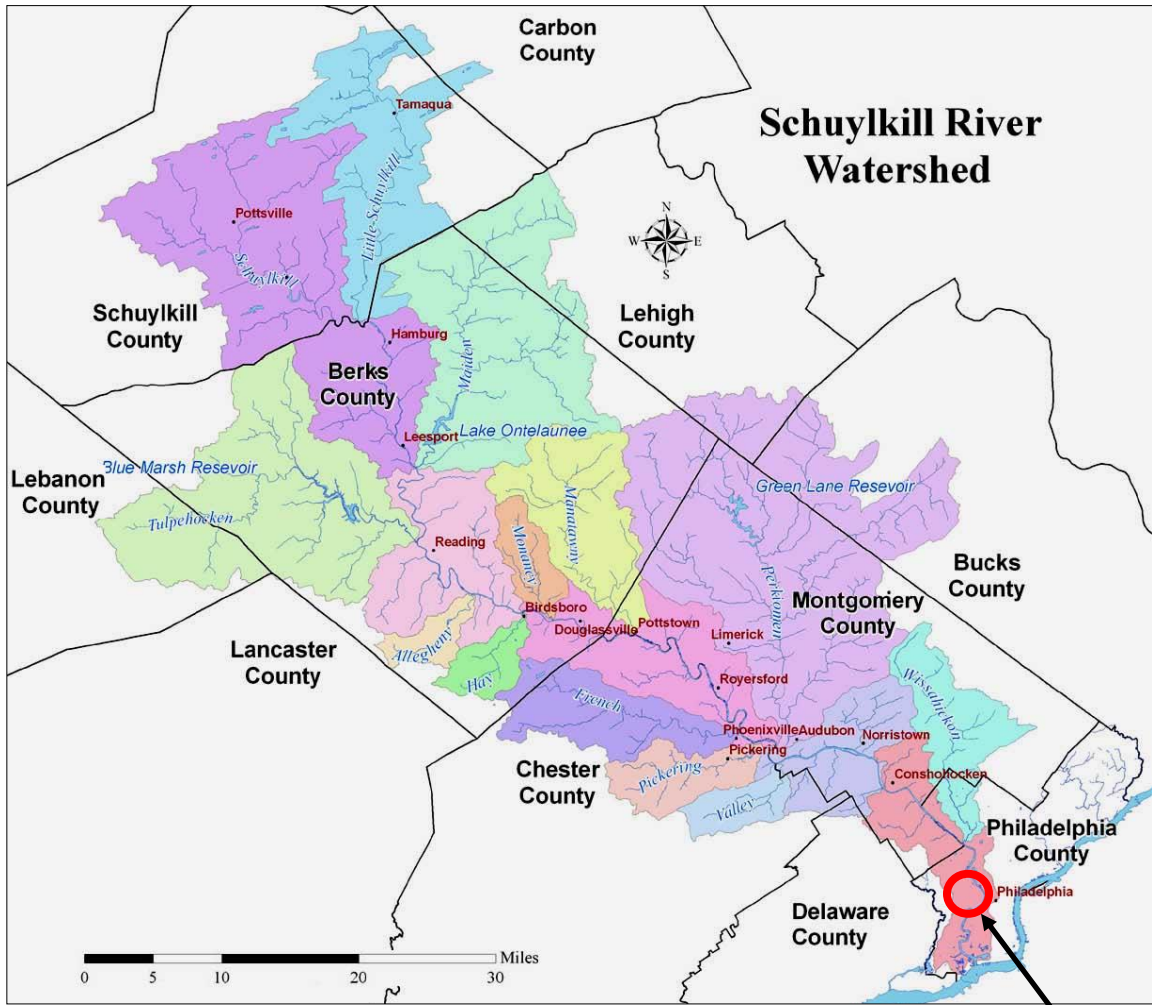 Carbon
County
Schuylkill River
Watershed
Tamaqua
Little-Schuylkill
Pottsville
Schuylkill
N
W
E
S
Schuylkill
County
Lehigh
County
Hamburg
Berks
County
Maiden
Leesport
Lake Ontelaunee
Lebanon
County
Blue Marsh Resevoir
Tulpehocken
Manatawny
Green Lane Resevoir
Reading
Monancy
Perkiomen
Bucks
County
Montgomery
County
Birdsboro
Douglassville
Pottstown
Limerick
Lancaster
County
Allegheny
Hay
French
Royersford
Wissahickon
Phoenixville
Audubon
Norristown
Pickering
Chester
County
Pickering
Conshohocken
Valley
Philadelphia
County
Philadelphia
Delaware
County
Miles
0
5
10
20
30